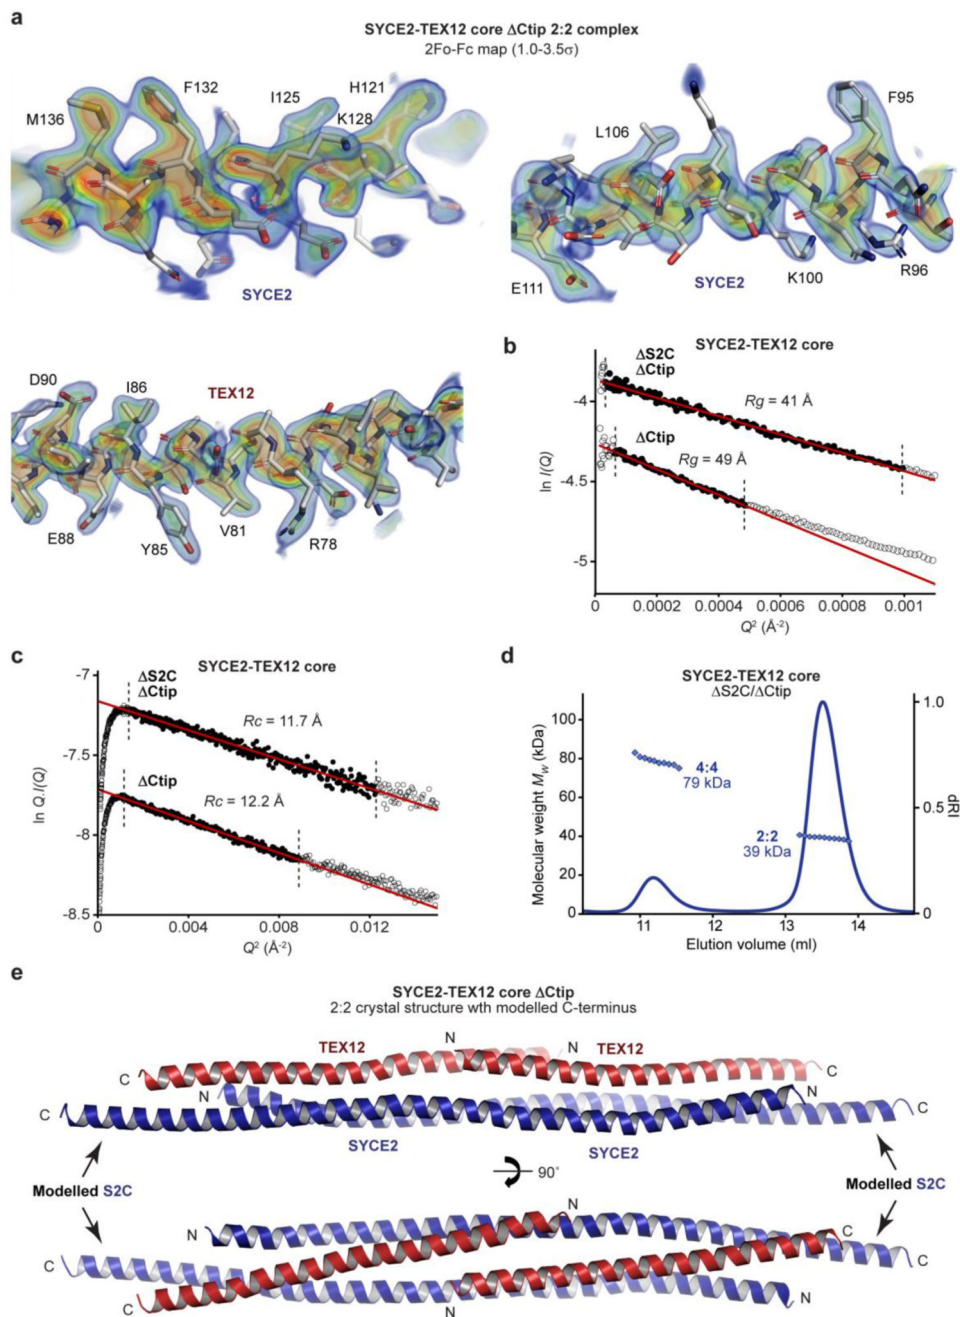 a
SYCE2-TEX12 core ΔCtip 2:2 complex
2Fo-Fc map (1.0-3.5σ)
M136
F132
I125
H121
K128
SYCE2
L106
F95
E111
SYCE2
K100
R96
D90
I86
TEX12
E88
Y85
V81
R78
b
SYCE2-TEX12 core
ΔS2C
ΔCtip
Rg = 41 Å
ΔCtip
Rg = 49 Å
ln I(Q)
-4
-4.5
-5
0
0.0002
0.0004
0.0006
0.0008
0.001
Q² (Å⁻²)
c
SYCE2-TEX12 core
ΔS2C
ΔCtip
Rc = 11.7 Å
ΔCtip
Rc = 12.2 Å
ln Q.I(Q)
-7
-7.5
-8
-8.5
0
0.004
0.008
0.012
Q² (Å⁻²)
d
SYCE2-TEX12 core
ΔS2C/ΔCtip
Molecular weight Mw (kDa)
100
80
60
40
20
0
4:4
79 kDa
2:2
39 kDa
1.0
0.5
0
dRI
11
12
13
14
Elution volume (ml)
e
SYCE2-TEX12 core ΔCtip
2:2 crystal structure wth modelled C-terminus
TEX12
N
N
TEX12
C
C
N
N
C
C
SYCE2
SYCE2
Modelled S2C
90°
Modelled S2C
N
N
C
C
C
C
N
N